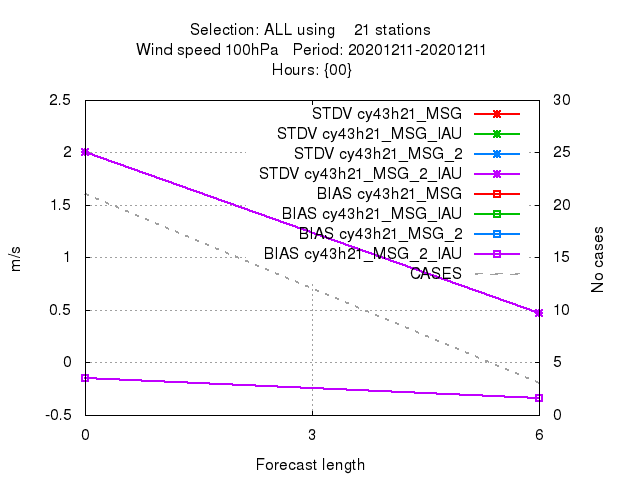 Selection: ALL using 21 stations
Wind speed 100hPa Period: 20201211-20201211
Hours: {00}
2.5
2
1.5
1
0.5
0
-0.5
m/s
STDV cy43h21_MSG
STDV cy43h21_MSG_IAU
STDV cy43h21_MSG_2
STDV cy43h21_MSG_2_IAU
BIAS cy43h21_MSG
BIAS cy43h21_MSG_IAU
BIAS cy43h21_MSG_2
BIAS cy43h21_MSG_2_IAU
CASES
30
25
20
15
10
5
0
No cases
0 3 6
Forecast length